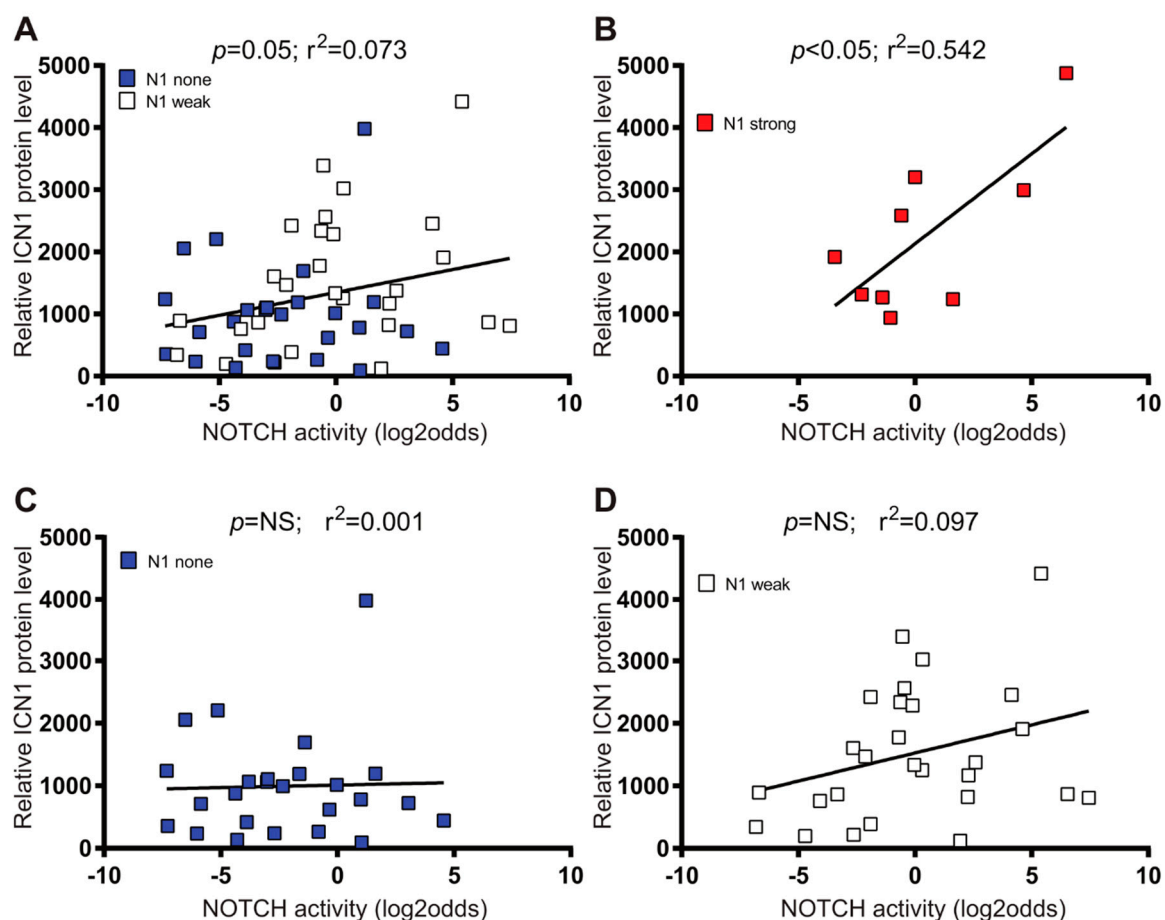 A
p=0.05; r²=0.073
5000
4000
3000
2000
1000
0
Relative ICN1 protein level
N1 none
N1 weak
-10 -5 0 5 10
NOTCH activity (log2odds)
B
p<0.05; r²=0.542
5000
4000
3000
2000
1000
0
Relative ICN1 protein level
N1 strong
-10 -5 0 5 10
NOTCH activity (log2odds)
C
p=NS; r²=0.001
5000
4000
3000
2000
1000
0
Relative ICN1 protein level
N1 none
-10 -5 0 5 10
NOTCH activity (log2odds)
D
p=NS; r²=0.097
5000
4000
3000
2000
1000
0
Relative ICN1 protein level
N1 weak
-10 -5 0 5 10
NOTCH activity (log2odds)